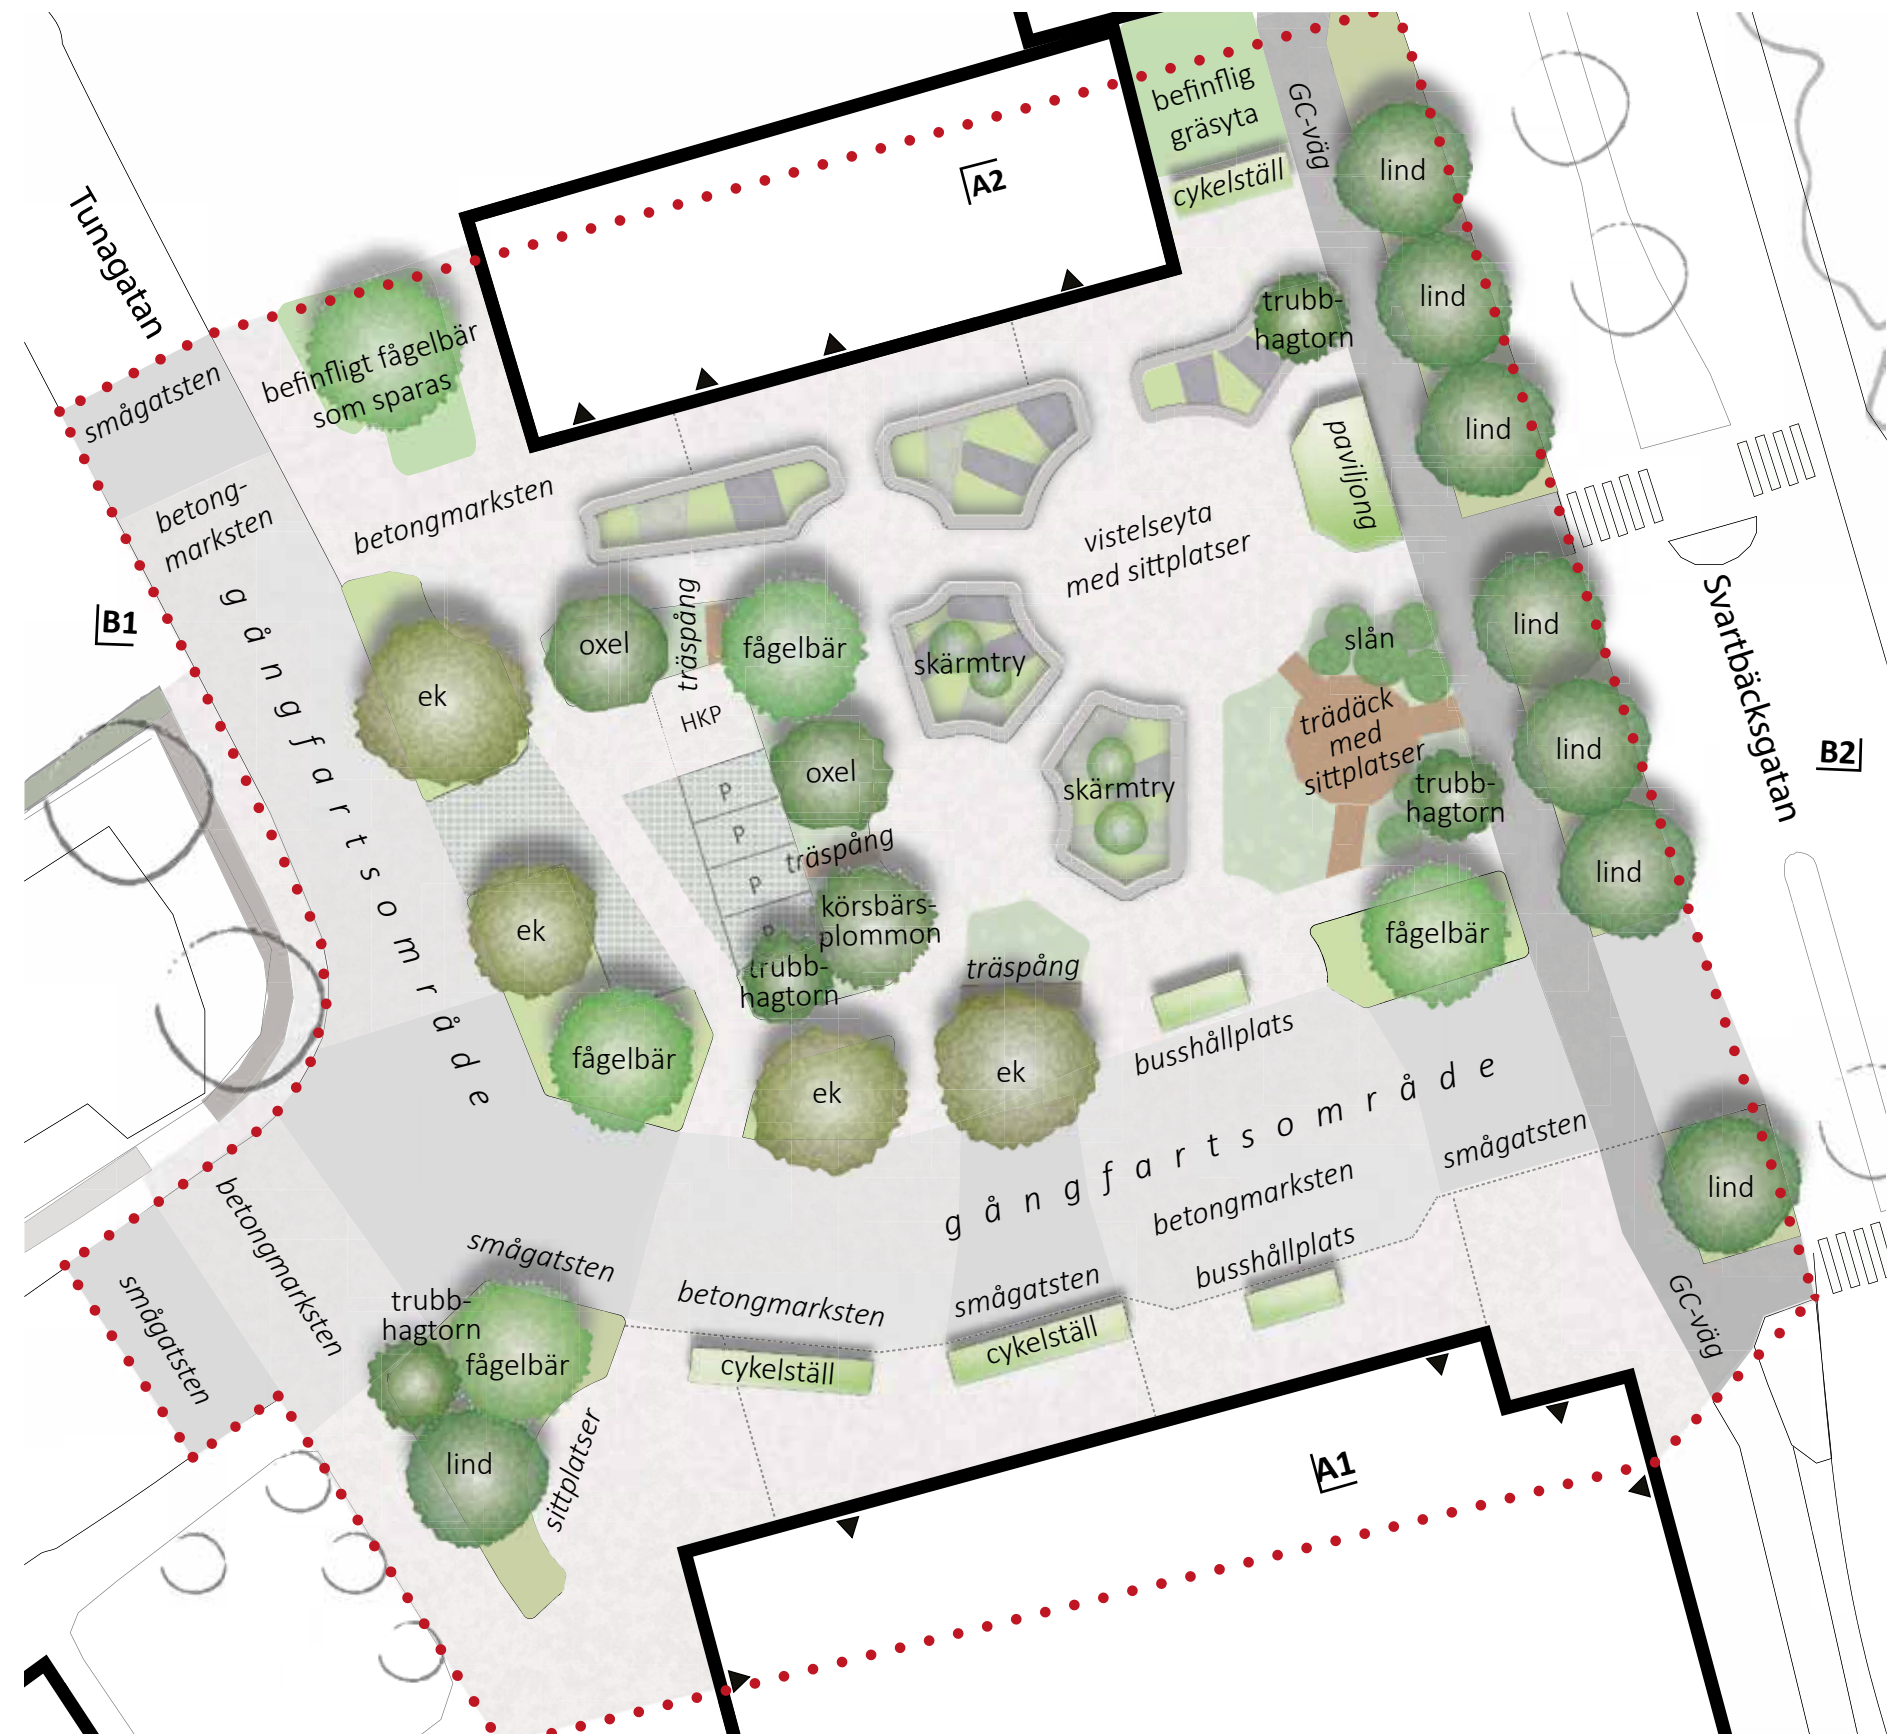 befinflig
gräsyta
GC-väg
cykelställ
lind
A2
Tunagatan
trubb-
hagtorn
lind
befinfligt fågelbär
som sparas
smågatsten
lind
paviljong
betong-
marksten
betongmarksten
vistelseyta
med sittplatser
B1
gångfartsområde
ek
oxel
träspång
fågelbär
skärmtry
slån
lind
Svartbäcksgatan
HKP
trädäck
med
sittplatser
lind
B2
oxel
skärmtry
trubb-
hagtorn
P
P
P
P
träspång
lind
ek
körsbärs-
plommon
fågelbär
trubb-
hagtorn
träspång
fågelbär
ek
ek
busshållplats
gångfartsområde
smågatsten
betongmarksten
lind
busshållplats
betongmarksten
smågatsten
smågatsten
betongmarksten
smågatsten
trubb-
hagtorn
fågelbär
cykelställ
cykelställ
GC-väg
lind
sittplatser
A1